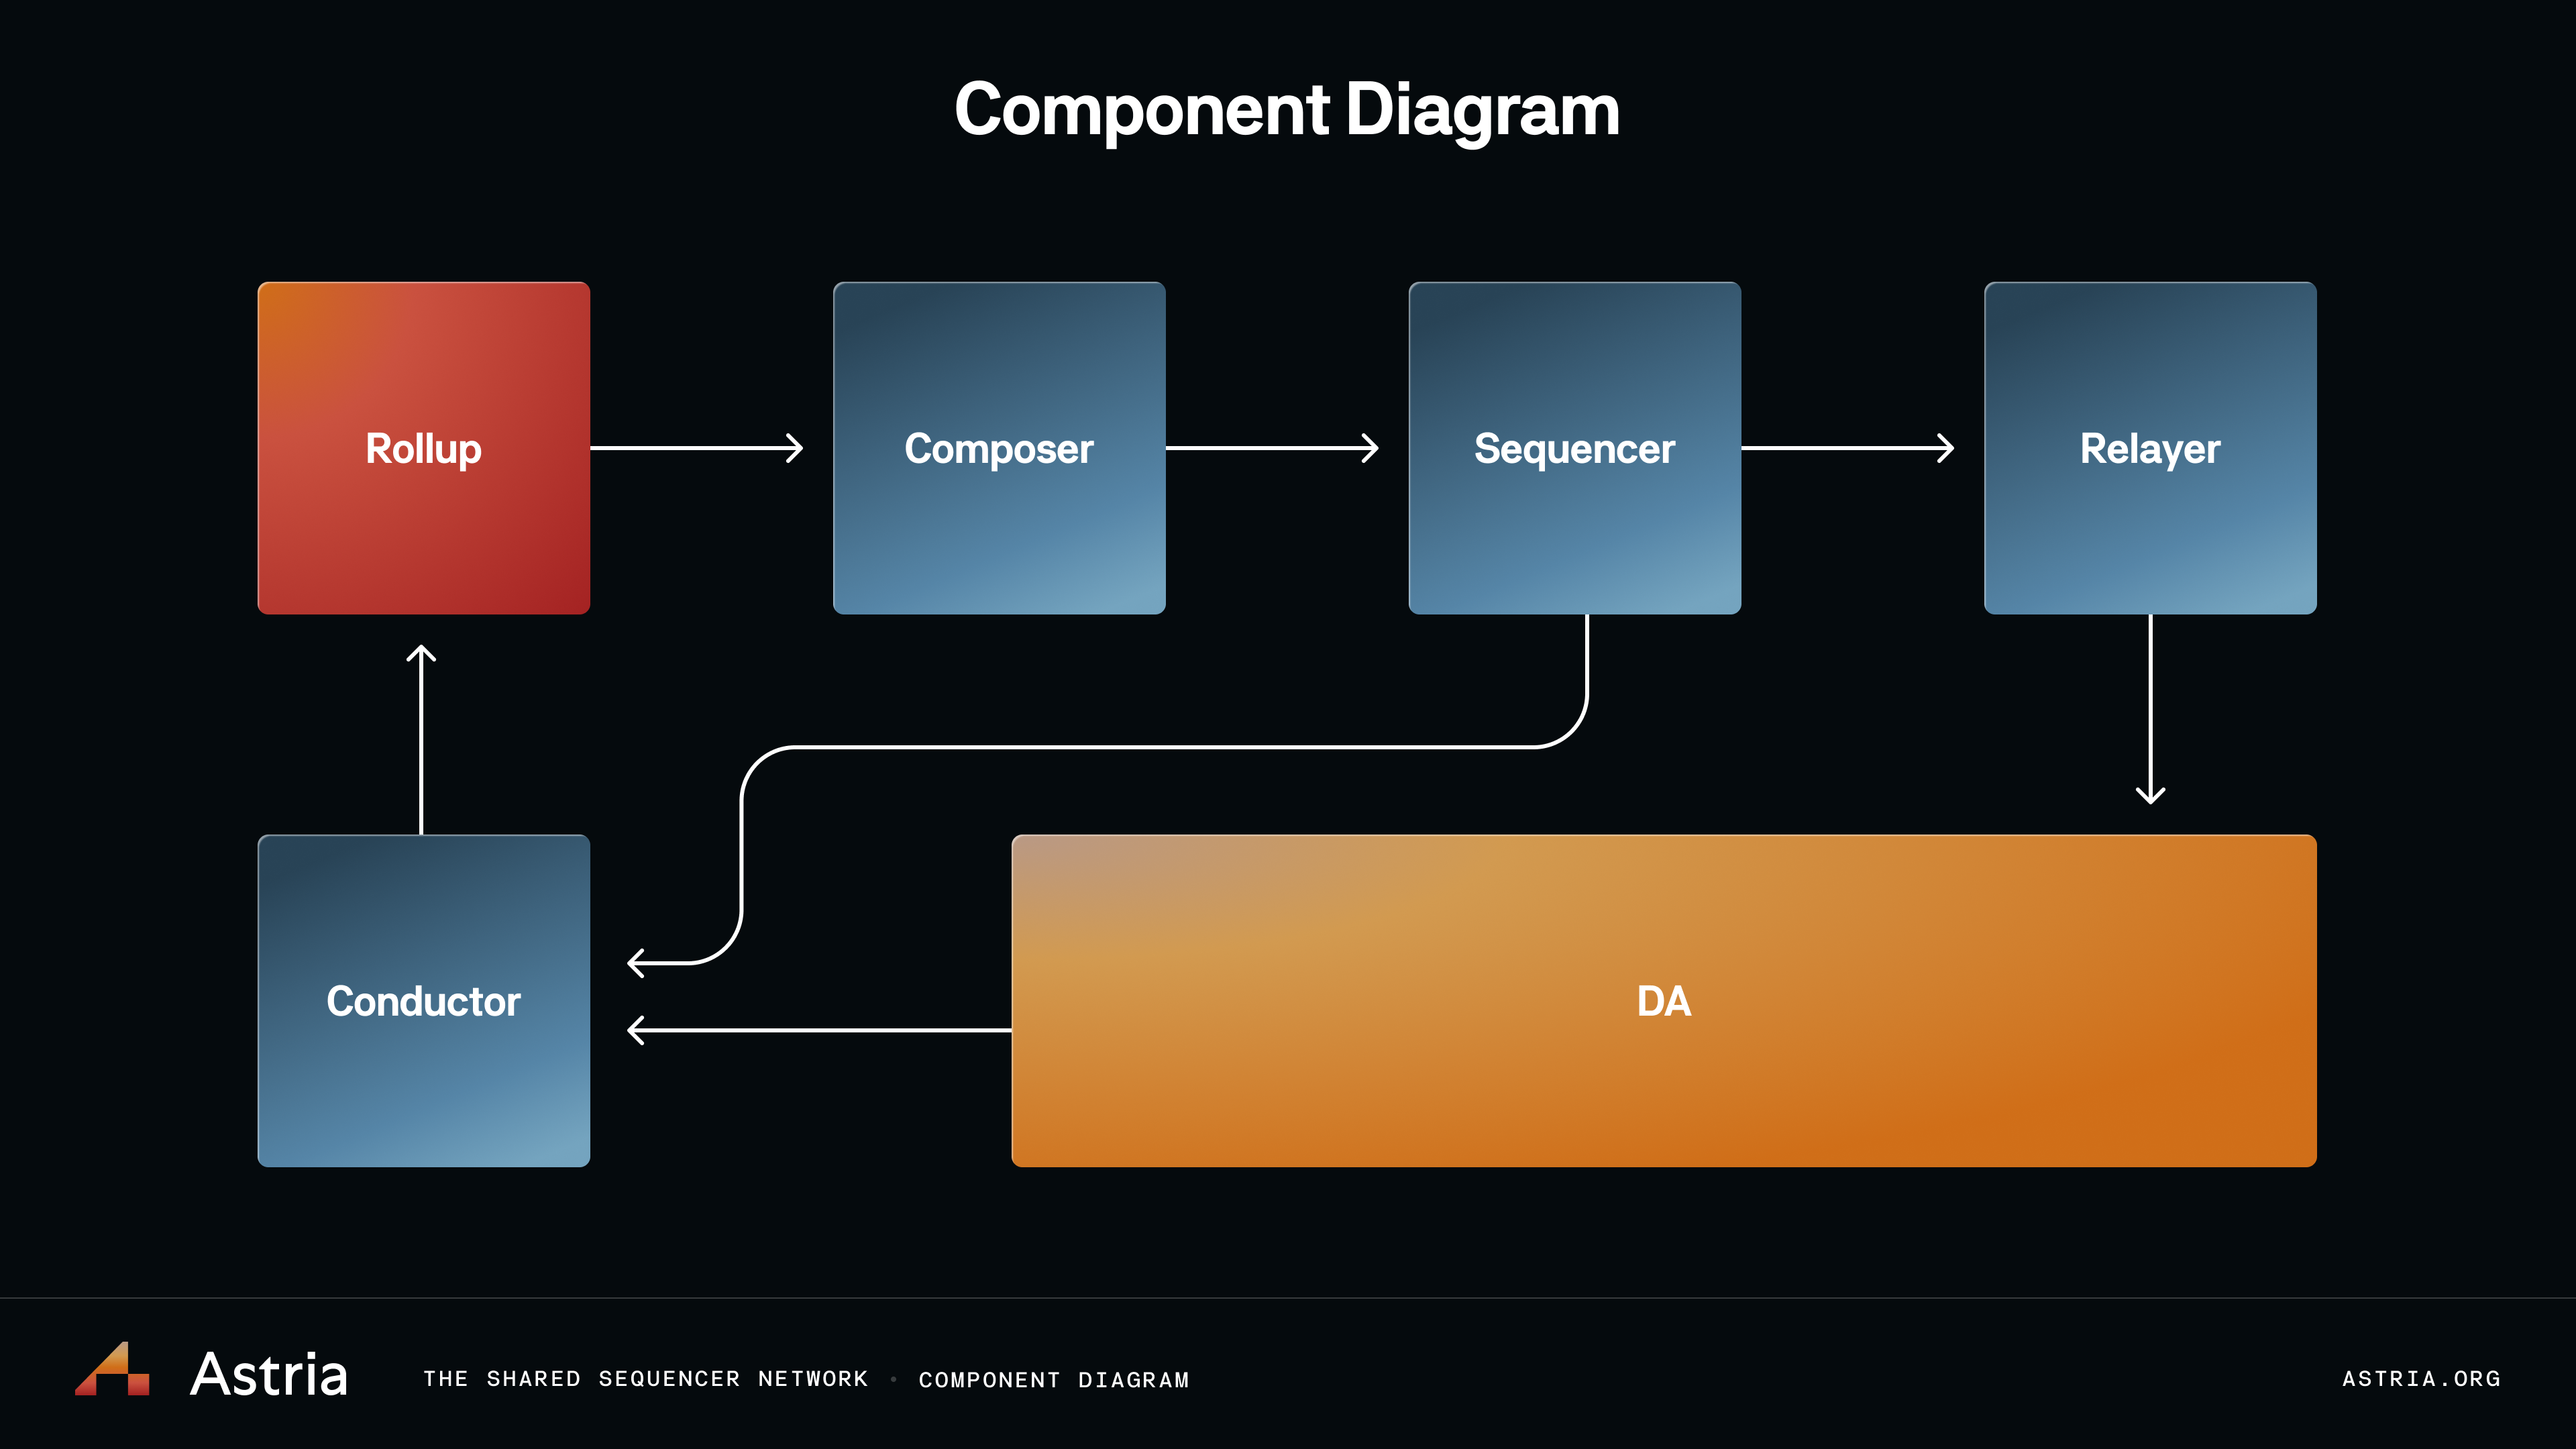 Component Diagram
Rollup
Composer
Sequencer
Relayer
Conductor
DA
Astria
THE SHARED SEQUENCER NETWORK • COMPONENT DIAGRAM
ASTRIA.ORG